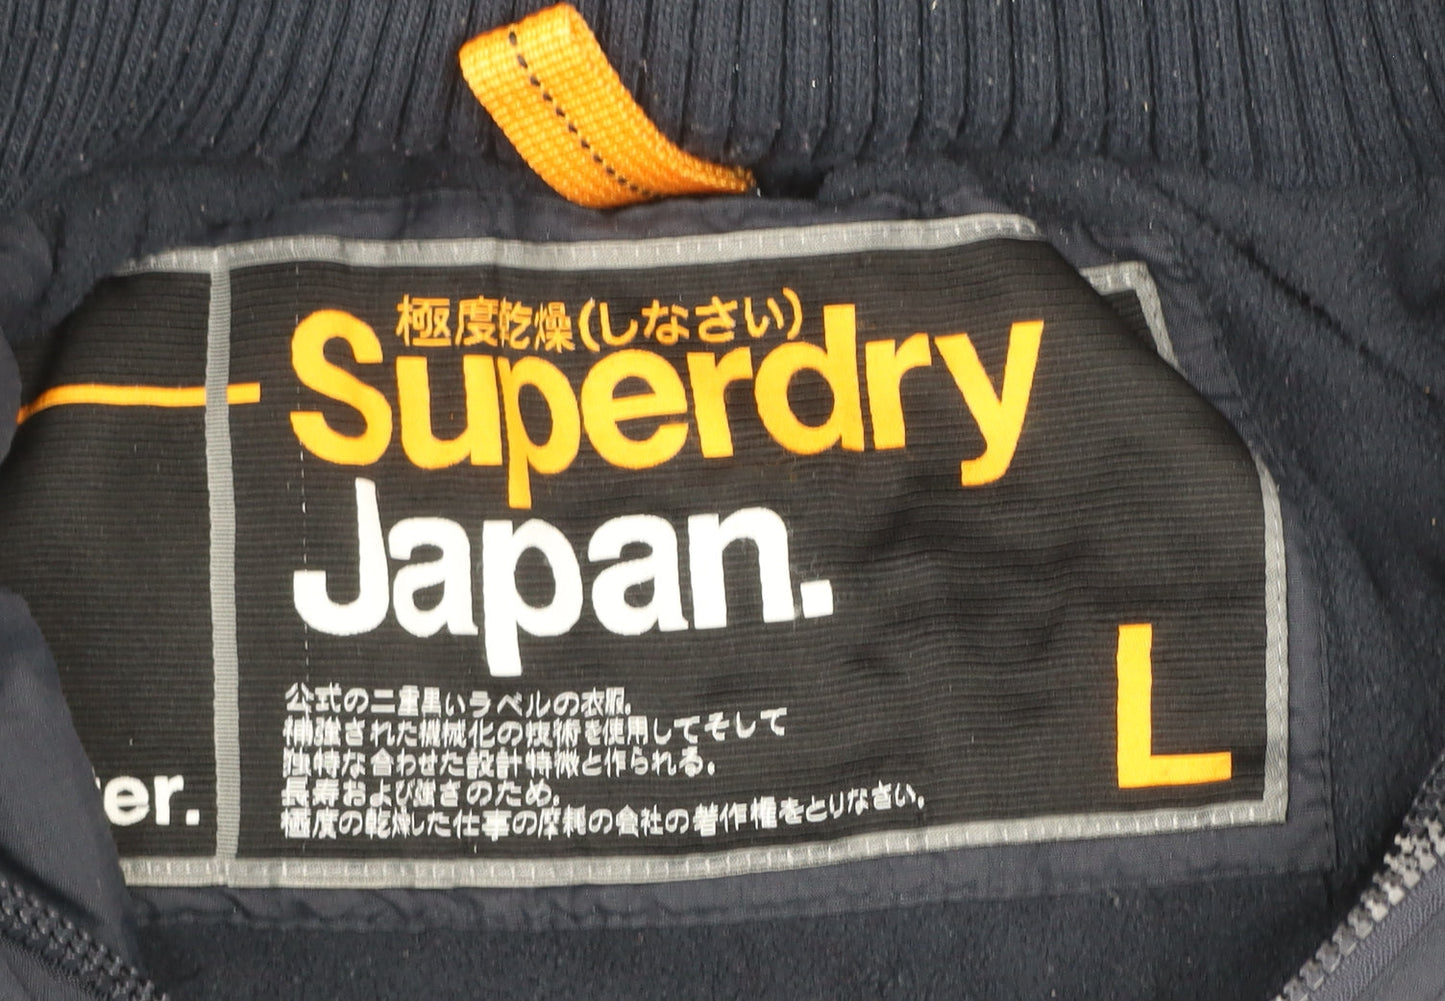 極度乾燥(しなさい)
Superdry
Japan.
L
公式の二重黒いラベルの衣服.
補強された機械化の技術を使用してそして
独特な合わせた設計特徴と作られる.
長寿および強さのため.
極度の乾燥した仕事の摩耗の会社の著作権をとりなさい.
er.